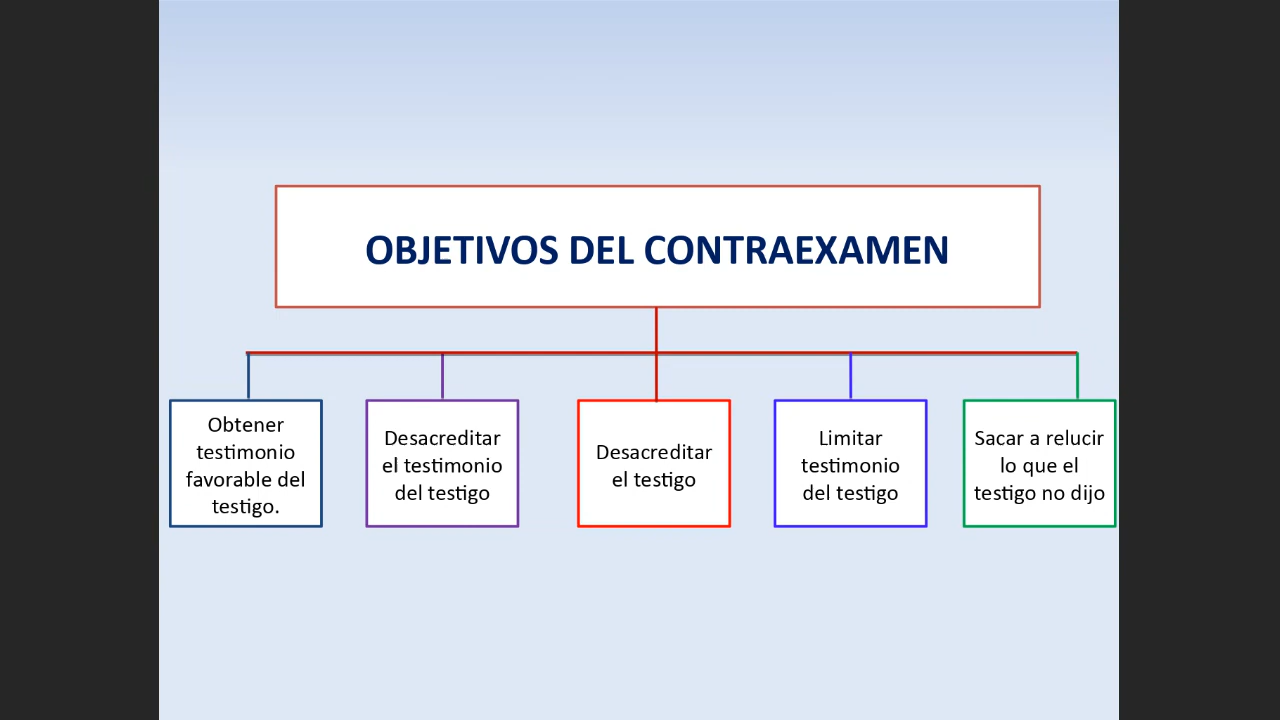 OBJETIVOS DEL CONTRAEXAMEN
Obtener
testimonio
favorable del
testigo.
Desacreditar
el testimonio
del testigo
Desacreditar
el testigo
Limitar
testimonio
del testigo
Sacar a relucir
lo que el
testigo no dijo